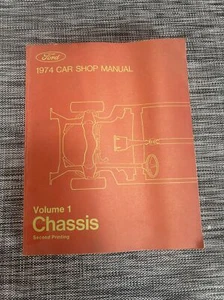 Ford
1974 CAR SHOP MANUAL
Volume 1
Chassis
Second Printing